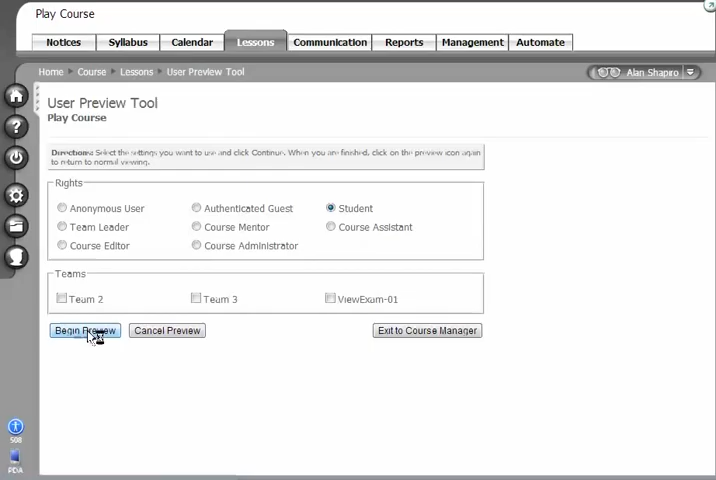 Play Course
Notices Syllabus Calendar Lessons Communication Reports Management Automate
Home Course Lessons User Preview Tool Alan Shapiro
User Preview Tool
Play Course
Directions: Select the settings you want to use and click Continue. When you are finished, click on the preview icon again
to return to normal viewing.
Rights
Anonymous User Authenticated Guest Student
Team Leader Course Mentor Course Assistant
Course Editor Course Administrator
Teams
Team 2 Team 3 ViewExam-01
Begin Preview Cancel Preview Exit to Course Manager
508
PDA